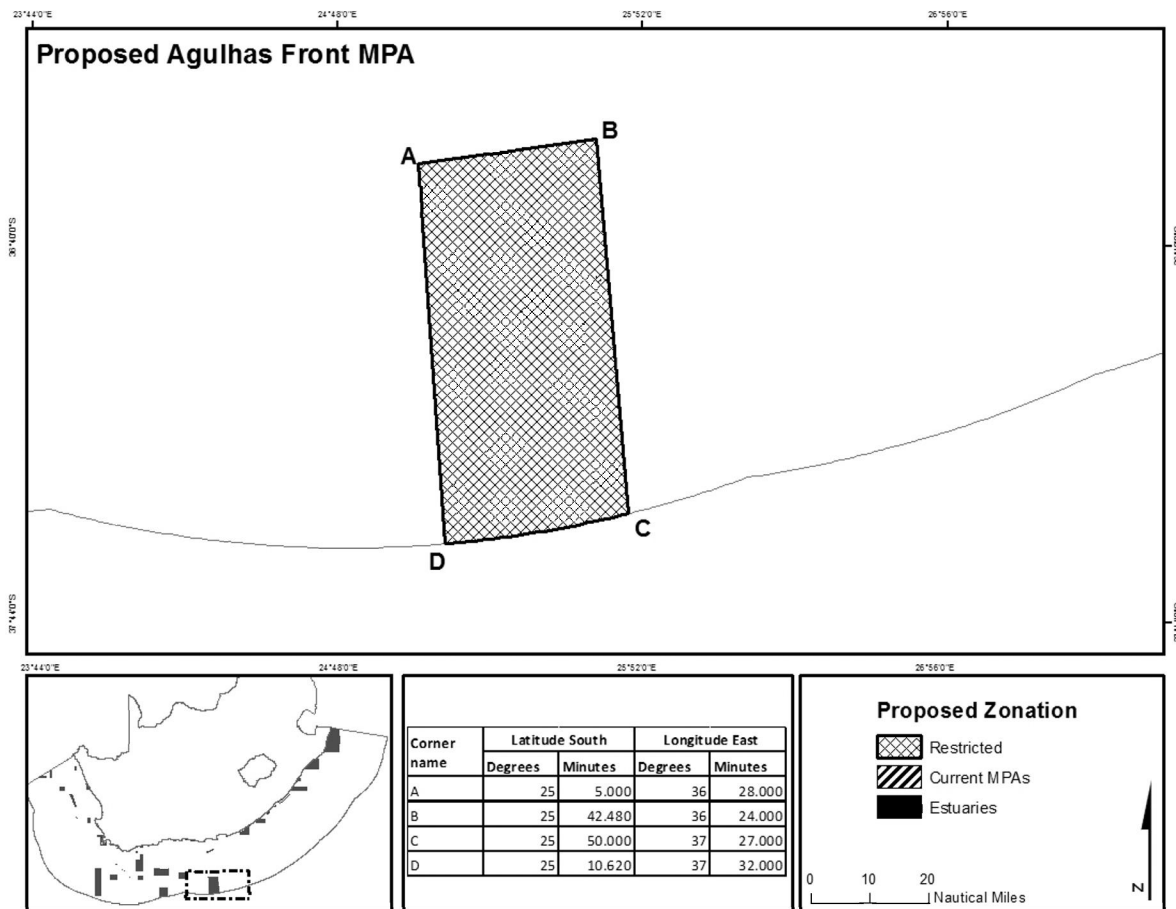 23°44'0"E 24°48'0"E 25°52'0"E 26°56'0"E
Proposed Agulhas Front MPA
A
B
36°40'0"S
C
D
37°44'0"S
23°44'0"E 24°48'0"E 25°52'0"E 26°56'0"E
Corner name Latitude South Longitude East
Degrees Minutes Degrees Minutes
A 25 5.000 36 28.000
B 25 42.480 36 24.000
C 25 50.000 37 27.000
D 25 10.620 37 32.000
Proposed Zonation
Restricted
Current MPAs
Estuaries
0 10 20
Nautical Miles
N